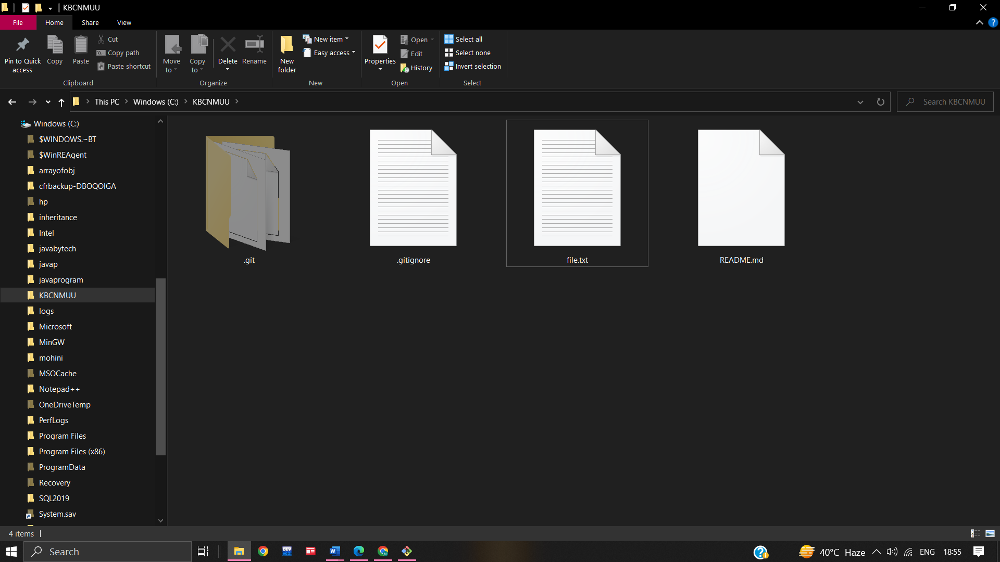 KBCNMUU
File
Home
Share
View
Pin to Quick access
Copy
Paste
Cut
Copy path
Paste shortcut
Clipboard
Move to
Copy to
Delete
Rename
Organize
New folder
New item
Easy access
New
Properties
Open
Edit
History
Open
Select all
Select none
Invert selection
Select
This PC
Windows (C:)
KBCNMUU
Search KBCNMUU
Windows (C:)
$WINDOWS.~BT
$WinREAgent
arrayofobj
cfrbackup-DBOQOIGA
hp
inheritance
Intel
javabytech
javap
javaprogram
KBCNMUU
logs
Microsoft
MinGW
mohini
MSOCache
Notepad++
OneDriveTemp
PerfLogs
Program Files
Program Files (x86)
ProgramData
Recovery
SQL2019
System.sav
.git
.gitignore
file.txt
README.md
4 items
Search
DEV
40°C Haze
ENG
18:55